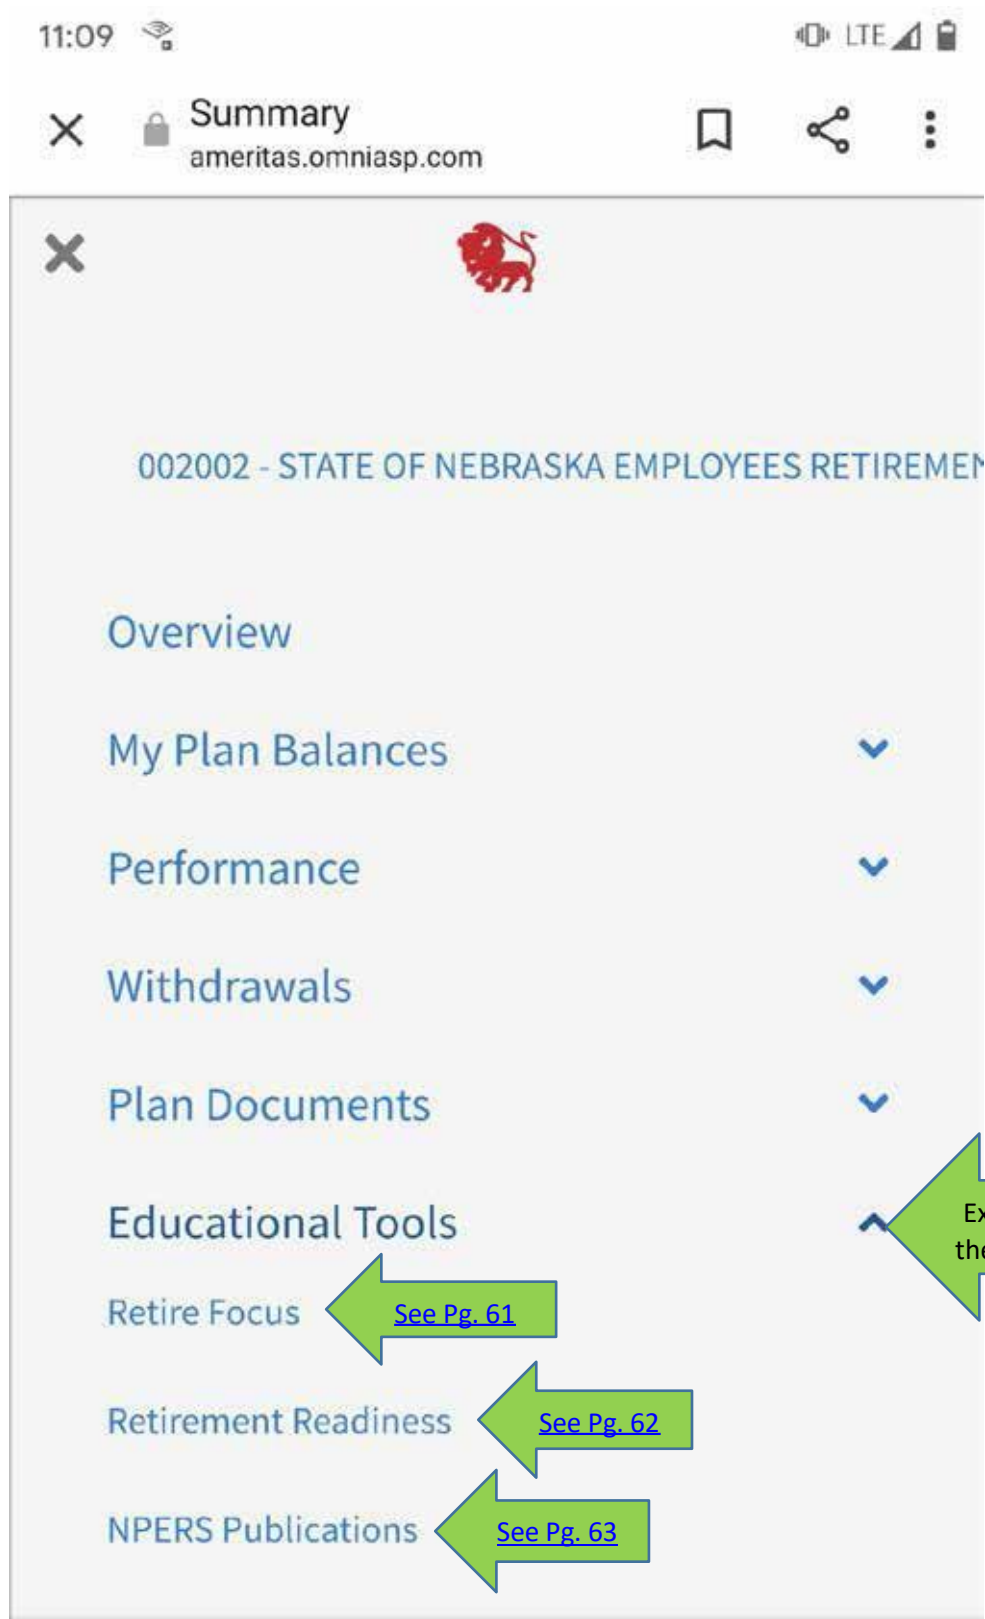 11:09 LTE
Summary
ameritas.omniasp.com
002002 - STATE OF NEBRASKA EMPLOYEES
Overview
My Plan Balances
Performance
Withdrawals
Plan Documents
Educational Tools
the
Retire Focus See Pg. 61
Retirement Readiness See Pg. 62
NPERS Publications See Pg. 63